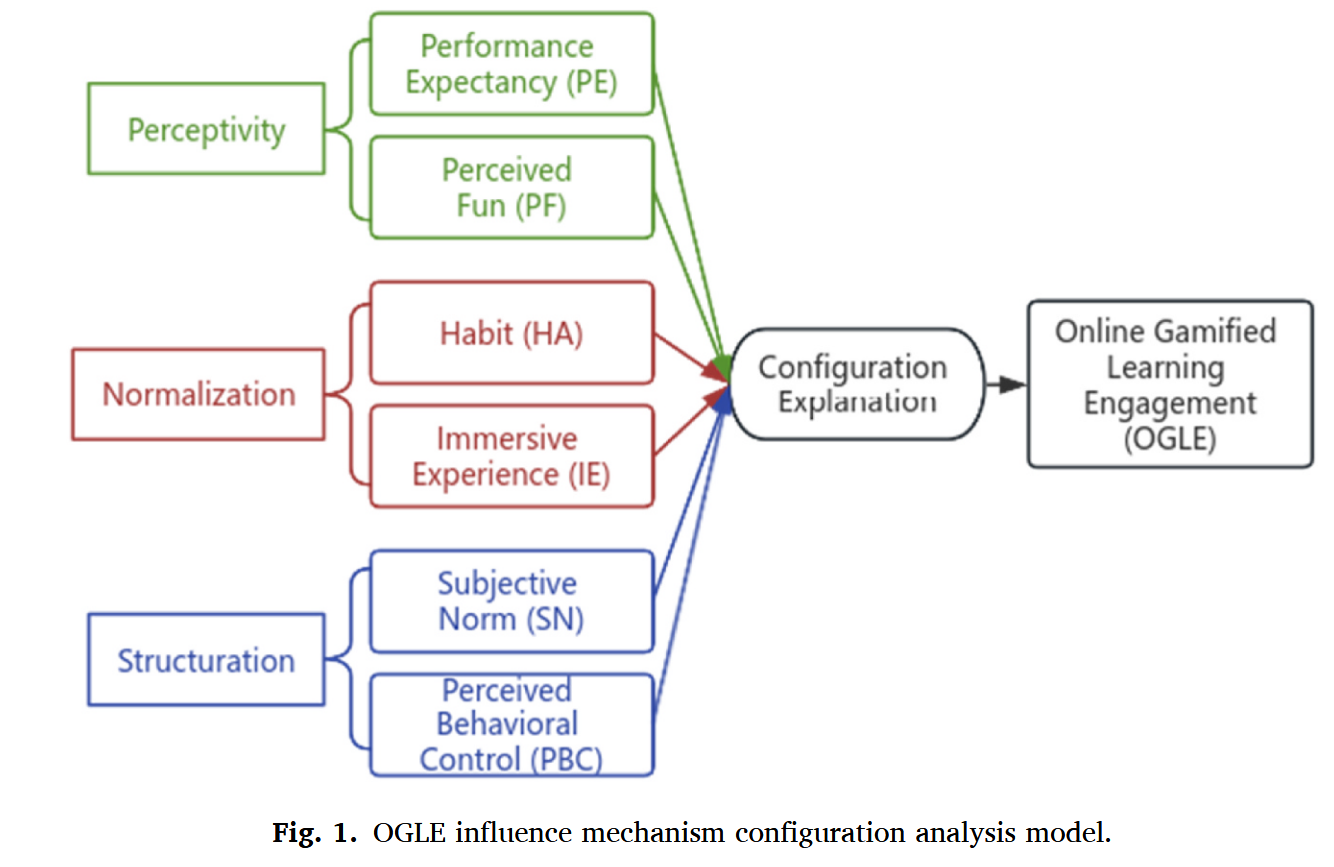 Performance
Expectancy (PE)
Perceptivity
Perceived
Fun (PF)
Habit (HA)
Normalization
Immersive
Experience (IE)
Configuration
Explanation
Online Gamified
Learning
Engagement
(OGLE)
Subjective
Norm (SN)
Structuration
Perceived
Behavioral
Control (PBC)
Fig. 1. OGLE influence mechanism configuration analysis model.